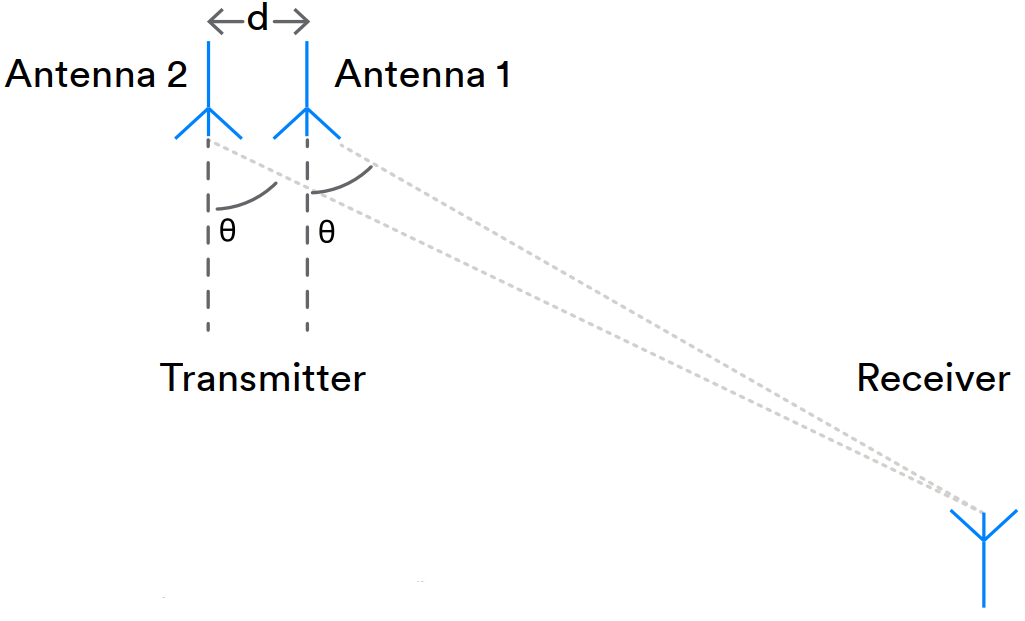 d
Antenna 2
Antenna 1
θ
θ
Transmitter
Receiver